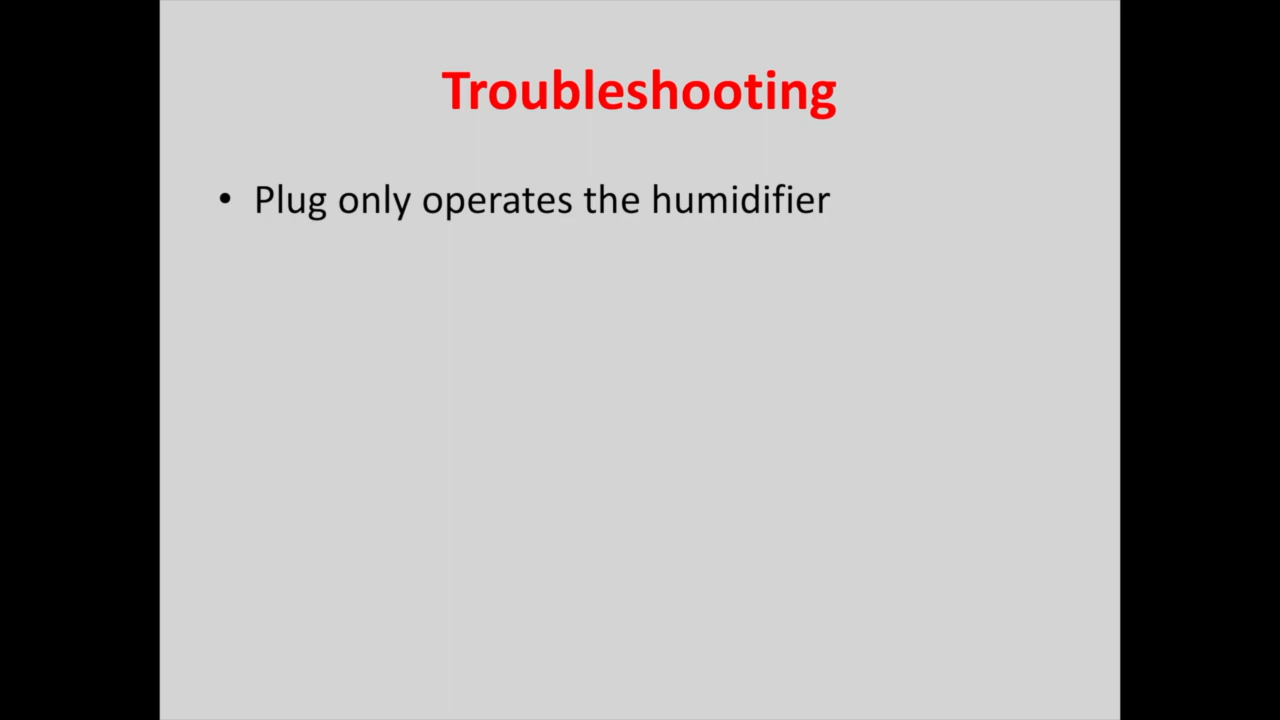 Troubleshooting
• Plug only operates the humidifier